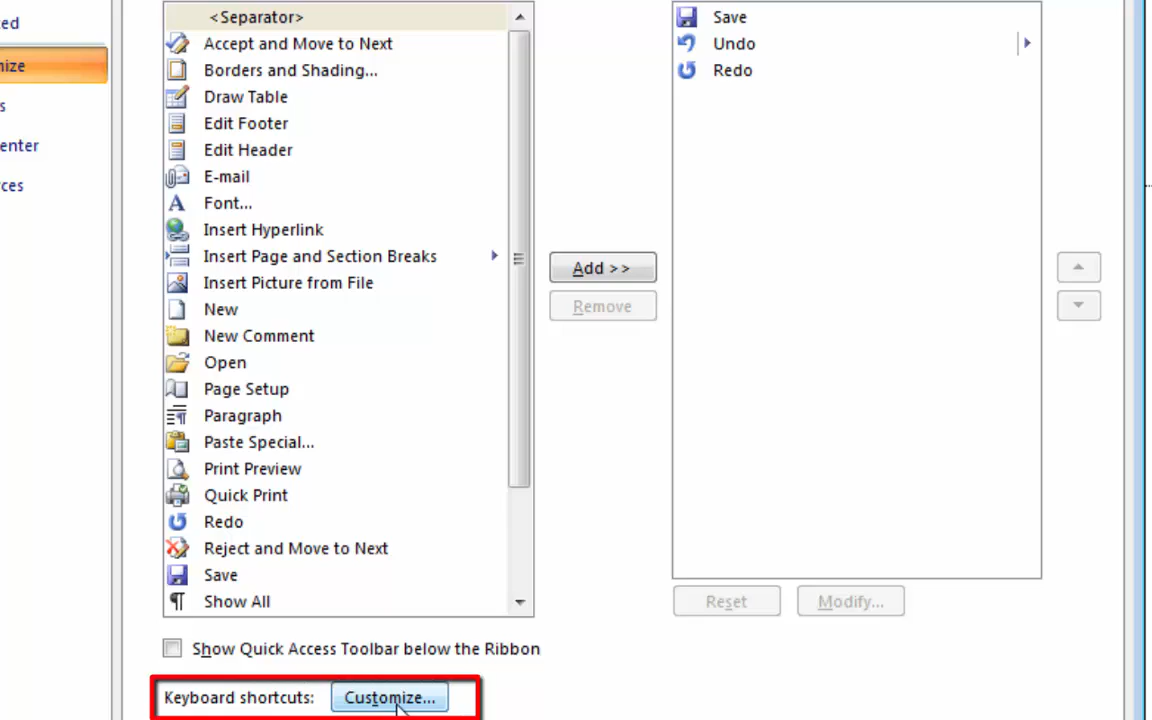 ed
ize
s
enter
ces
<Separator>
Accept and Move to Next
Borders and Shading...
Draw Table
Edit Footer
Edit Header
E-mail
Font...
Insert Hyperlink
Insert Page and Section Breaks
Insert Picture from File
New
New Comment
Open
Page Setup
Paragraph
Paste Special...
Print Preview
Quick Print
Redo
Reject and Move to Next
Save
Show All
Add >>
Remove
Save
Undo
Redo
Reset
Modify...
Show Quick Access Toolbar below the Ribbon
Keyboard shortcuts:
Customize...